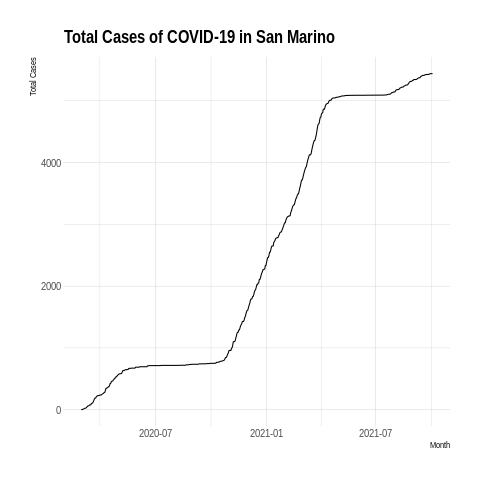 Total Cases of COVID-19 in San Marino
Total Cases
4000
2000
0
2020-07 2021-01 2021-07
Month